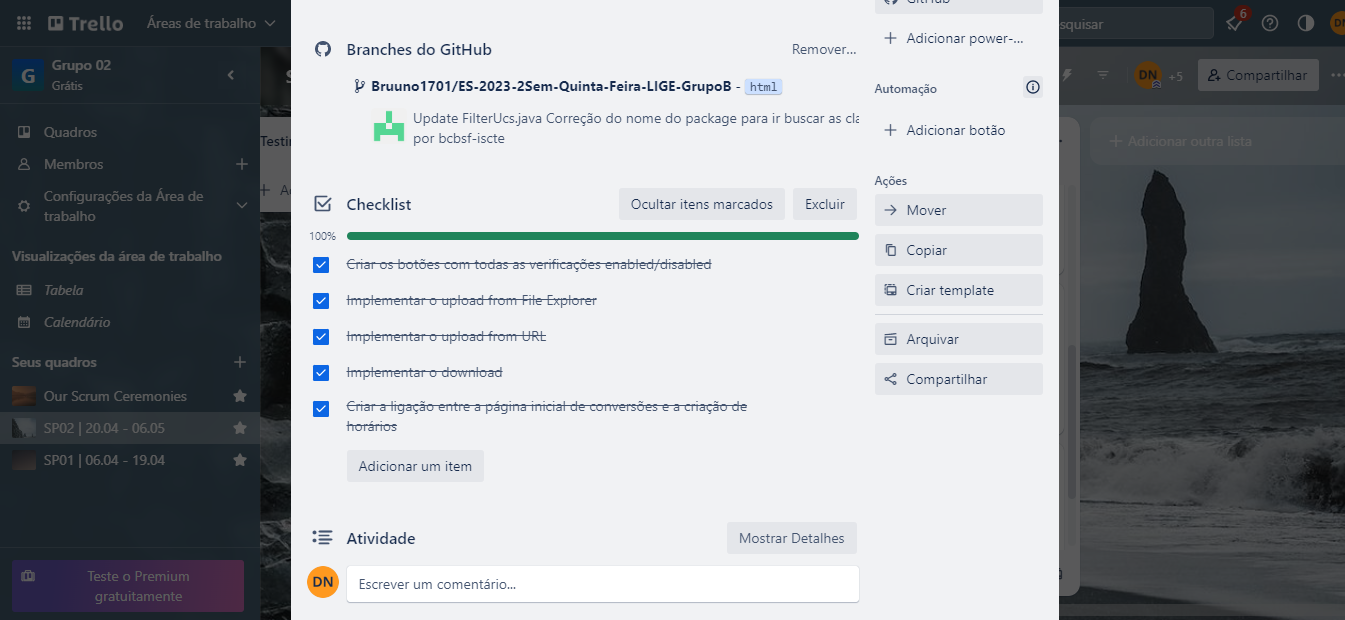 Trello
Áreas de trabalho
Grupo 02
Grátis
G
Quadros
Membros
Configurações da Área de
trabalho
Visualizações da área de trabalho
Tabela
Calendário
Seus quadros
Our Scrum Ceremonies
SP02 | 20.04 - 06.05
SP01 | 06.04 - 19.04
Teste o Premium
gratuitamente
Branches do GitHub
Remover...
Bruuno1701/ES-2023-2Sem-Quinta-Feira-LIGE-GrupoB - html
Update FilterUcs.java Correção do nome do package para ir buscar as cla
por bcbsf-iscte
Checklist
Ocultar itens marcados
Excluir
100%
Criar os botões com todas as verificações enabled/disabled
Implementar o upload from File Explorer
Implementar o upload from URL
Implementar o download
Criar a ligação entre a página inicial de conversões e a criação de
horários
Adicionar um item
Atividade
Mostrar Detalhes
DN
Escrever um comentário...
GitHub
Adicionar power-...
Automação
Adicionar botão
Ações
Mover
Copiar
Criar template
Arquivar
Compartilhar
squisar
6
DN
DN
+5
Compartilhar
Adicionar outra lista